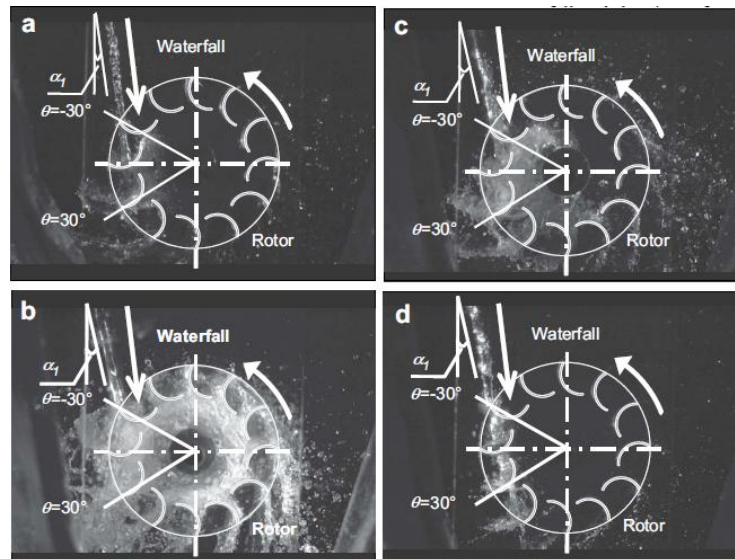 a
Waterfall
α1
θ=-30°
θ=30°
Rotor
c
Waterfall
α1
θ=-30°
θ=30°
Rotor
b
Waterfall
α1
θ=-30°
θ=30°
Rotor
d
Waterfall
α1
θ=-30°
θ=30°
Rotor